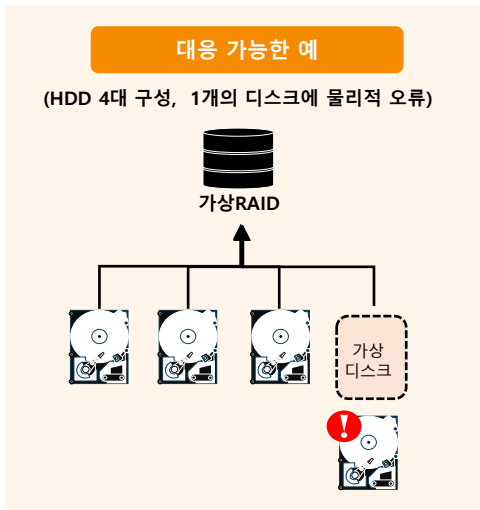 대응 가능한 예
(HDD 4대 구성, 1개의 디스크에 물리적 오류)
가상RAID
가상
디스크
!